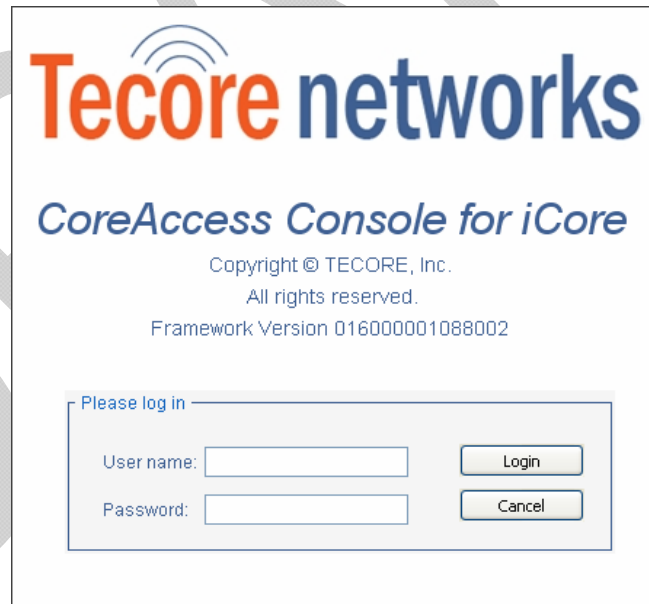 Tecore networks
CoreAccess Console for iCore
Copyright © TECORE, Inc.
All rights reserved.
Framework Version 016000001088002
Please log in
User name:
Login
Password:
Cancel